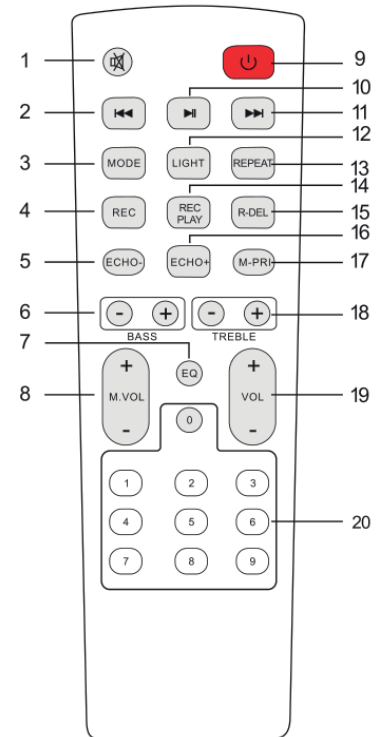 1 9
10
2 11
12
3 MODE LIGHT REPEAT 13
14
4 REC REC PLAY R-DEL 15
16
5 ECHO- ECHO+ M-PRI 17
6 - + - + 18
BASS TREBLE
7 EQ
8 + M.VOL - + VOL - 19
0
1 2 3
4 5 6 20
7 8 9